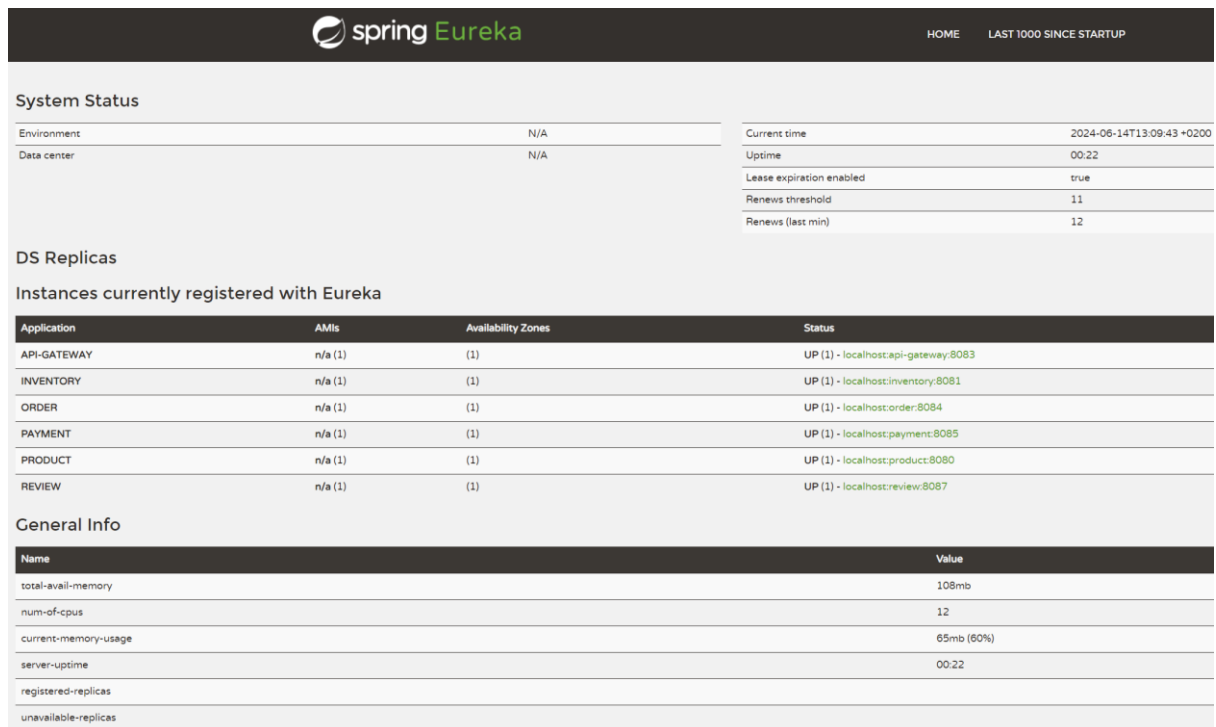 spring Eureka
HOME LAST 1000 SINCE STARTUP
System Status
Environment N/A
Data center N/A
Current time 2024-06-14T13:09:43 +0200
Uptime 00:22
Lease expiration enabled true
Renews threshold 11
Renews (last min) 12
DS Replicas
Instances currently registered with Eureka
Application AMIs Availability Zones Status
API-GATEWAY n/a (1) (1) UP (1) - localhost:api-gateway:8083
INVENTORY n/a (1) (1) UP (1) - localhost:inventory:8081
ORDER n/a (1) (1) UP (1) - localhost:order:8084
PAYMENT n/a (1) (1) UP (1) - localhost:payment:8085
PRODUCT n/a (1) (1) UP (1) - localhost:product:8080
REVIEW n/a (1) (1) UP (1) - localhost:review:8087
General Info
Name Value
total-avail-memory 108mb
num-of-cpus 12
current-memory-usage 65mb (60%)
server-uptime 00:22
registered-replicas
unavailable-replicas